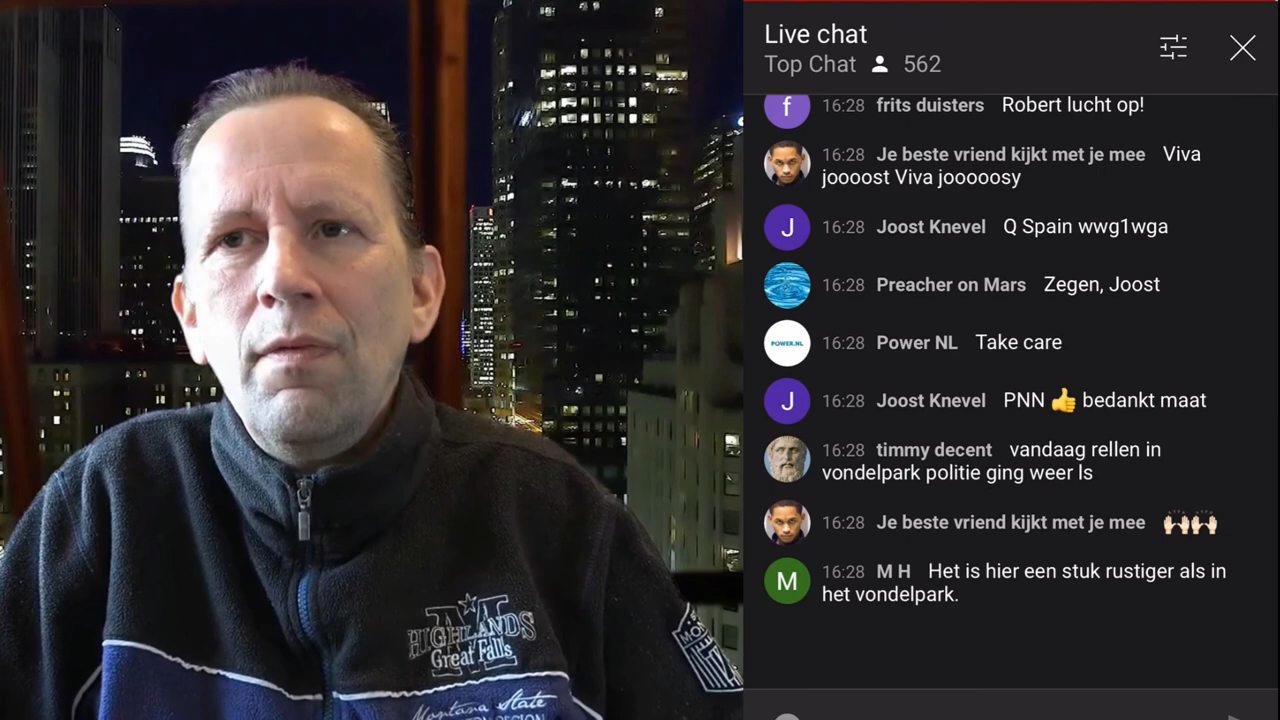 Live chat
Top Chat 562
f 16:28 frits duisters Robert lucht op!
16:28 Je beste vriend kijkt met je mee Viva
joooost Viva jooooosy
J 16:28 Joost Knevel Q Spain wwg1wga
16:28 Preacher on Mars Zegen, Joost
POWER.NL 16:28 Power NL Take care
J 16:28 Joost Knevel PNN 👍 bedankt maat
16:28 timmy decent vandaag rellen in
vondelpark politie ging weer ls
16:28 Je beste vriend kijkt met je mee 🙌🏻🙌🏻
M 16:28 M H Het is hier een stuk rustiger als in
het vondelpark.
M
HIGHLANDS
Great Falls
Montana State